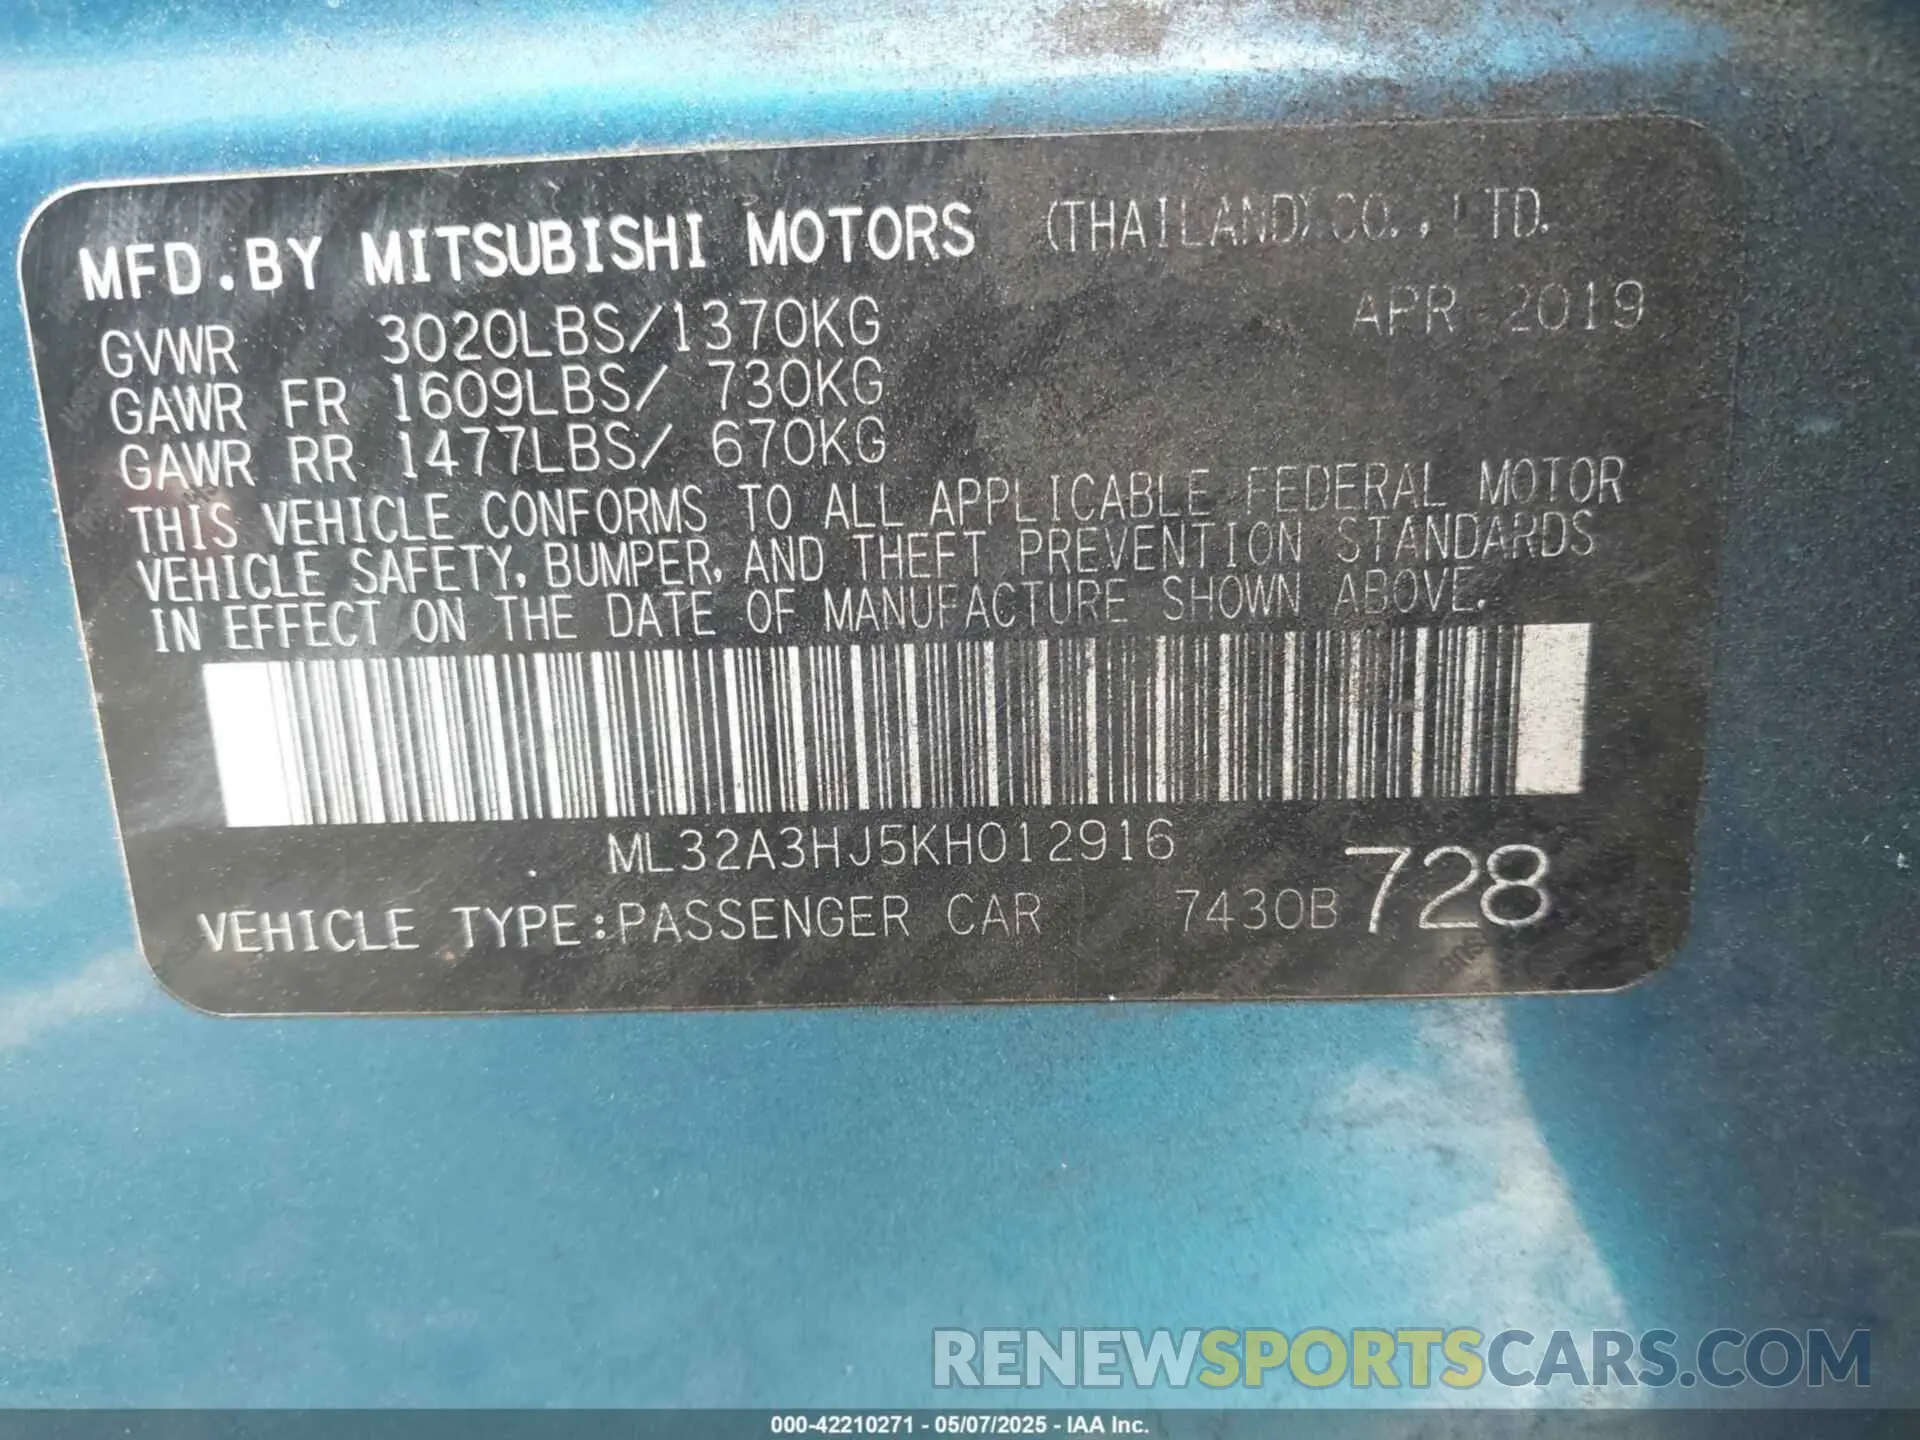 MFD.BY MITSUBISHI MOTORS (THAILAND) CO., LTD.
APR 2019
GVWR 3020LBS/1370KG
GAWR FR 1609LBS/ 730KG
GAWR RR 1477LBS/ 670KG
THIS VEHICLE CONFORMS TO ALL APPLICABLE FEDERAL MOTOR
VEHICLE SAFETY, BUMPER, AND THEFT PREVENTION STANDARDS
IN EFFECT ON THE DATE OF MANUFACTURE SHOWN ABOVE.
ML32A3HJ5KH012916
VEHICLE TYPE:PASSENGER CAR 7430B 728
RENEWSPORTSCARS.COM
000-42210271 - 05/07/2025 - IAA Inc.